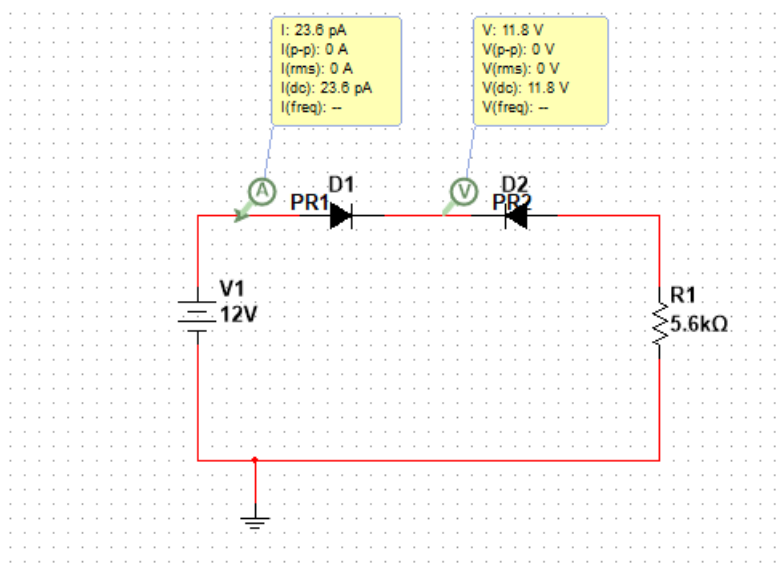 I: 23.6 pA
I(p-p): 0 A
I(rms): 0 A
I(dc): 23.6 pA
I(freq): --
V: 11.8 V
V(p-p): 0 V
V(rms): 0 V
V(dc): 11.8 V
V(freq): --
A
V
D1
D2
PR1
PR2
V1
12V
R1
5.6kΩ